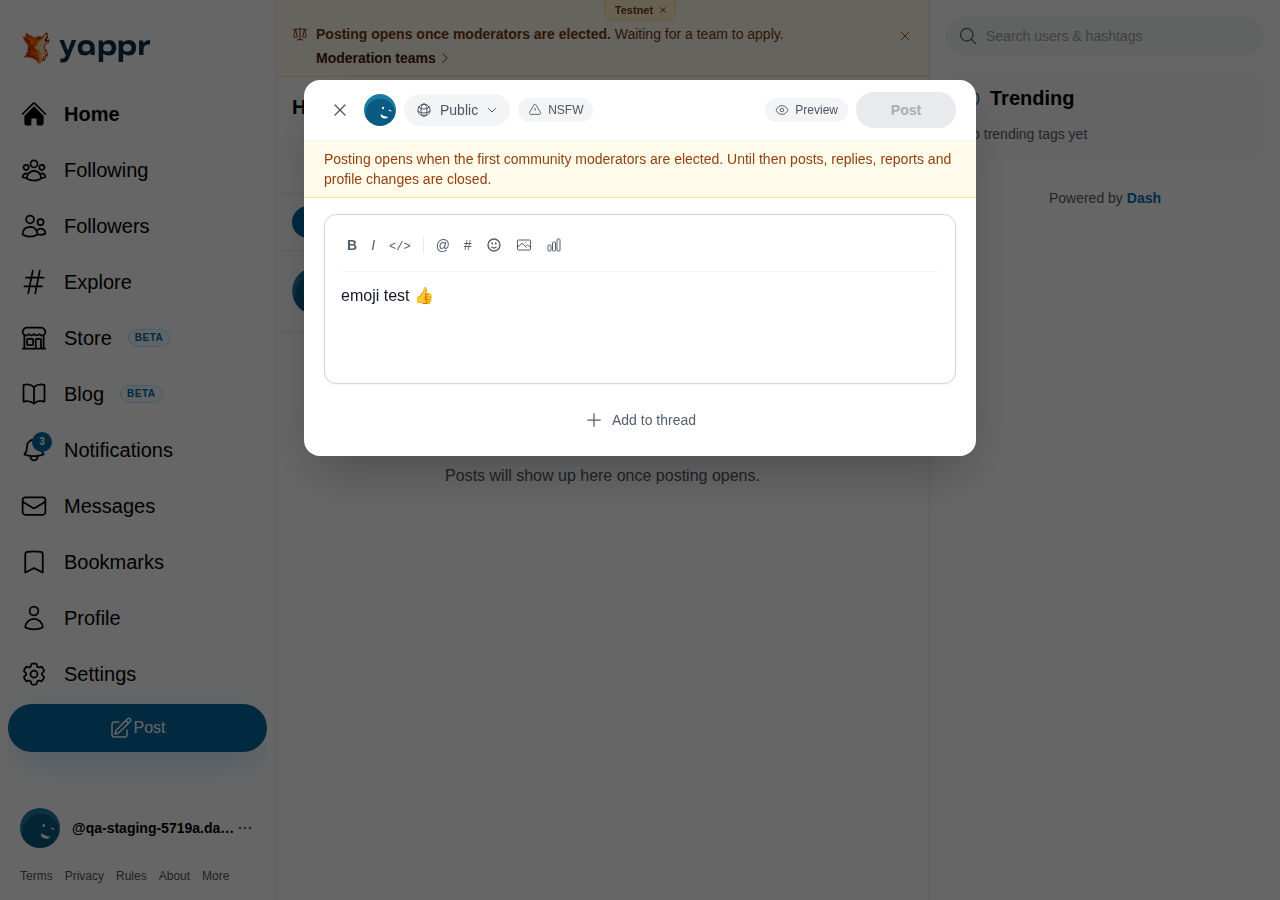 Testnet ×
yappr
Posting opens once moderators are elected. Waiting for a team to apply.
Moderation teams
Search users & hashtags
Home
Following
Followers
Explore
Store BETA
Blog BETA
3
Notifications
Messages
Bookmarks
Profile
Settings
Post
@qa-staging-5719a.da... ...
Terms Privacy Rules About More
H
Public
NSFW
Preview
Post
Posting opens when the first community moderators are elected. Until then posts, replies, reports and
profile changes are closed.
B I </> @ #
emoji test 👍
Add to thread
Posts will show up here once posting opens.
Trending
trending tags yet
Powered by Dash